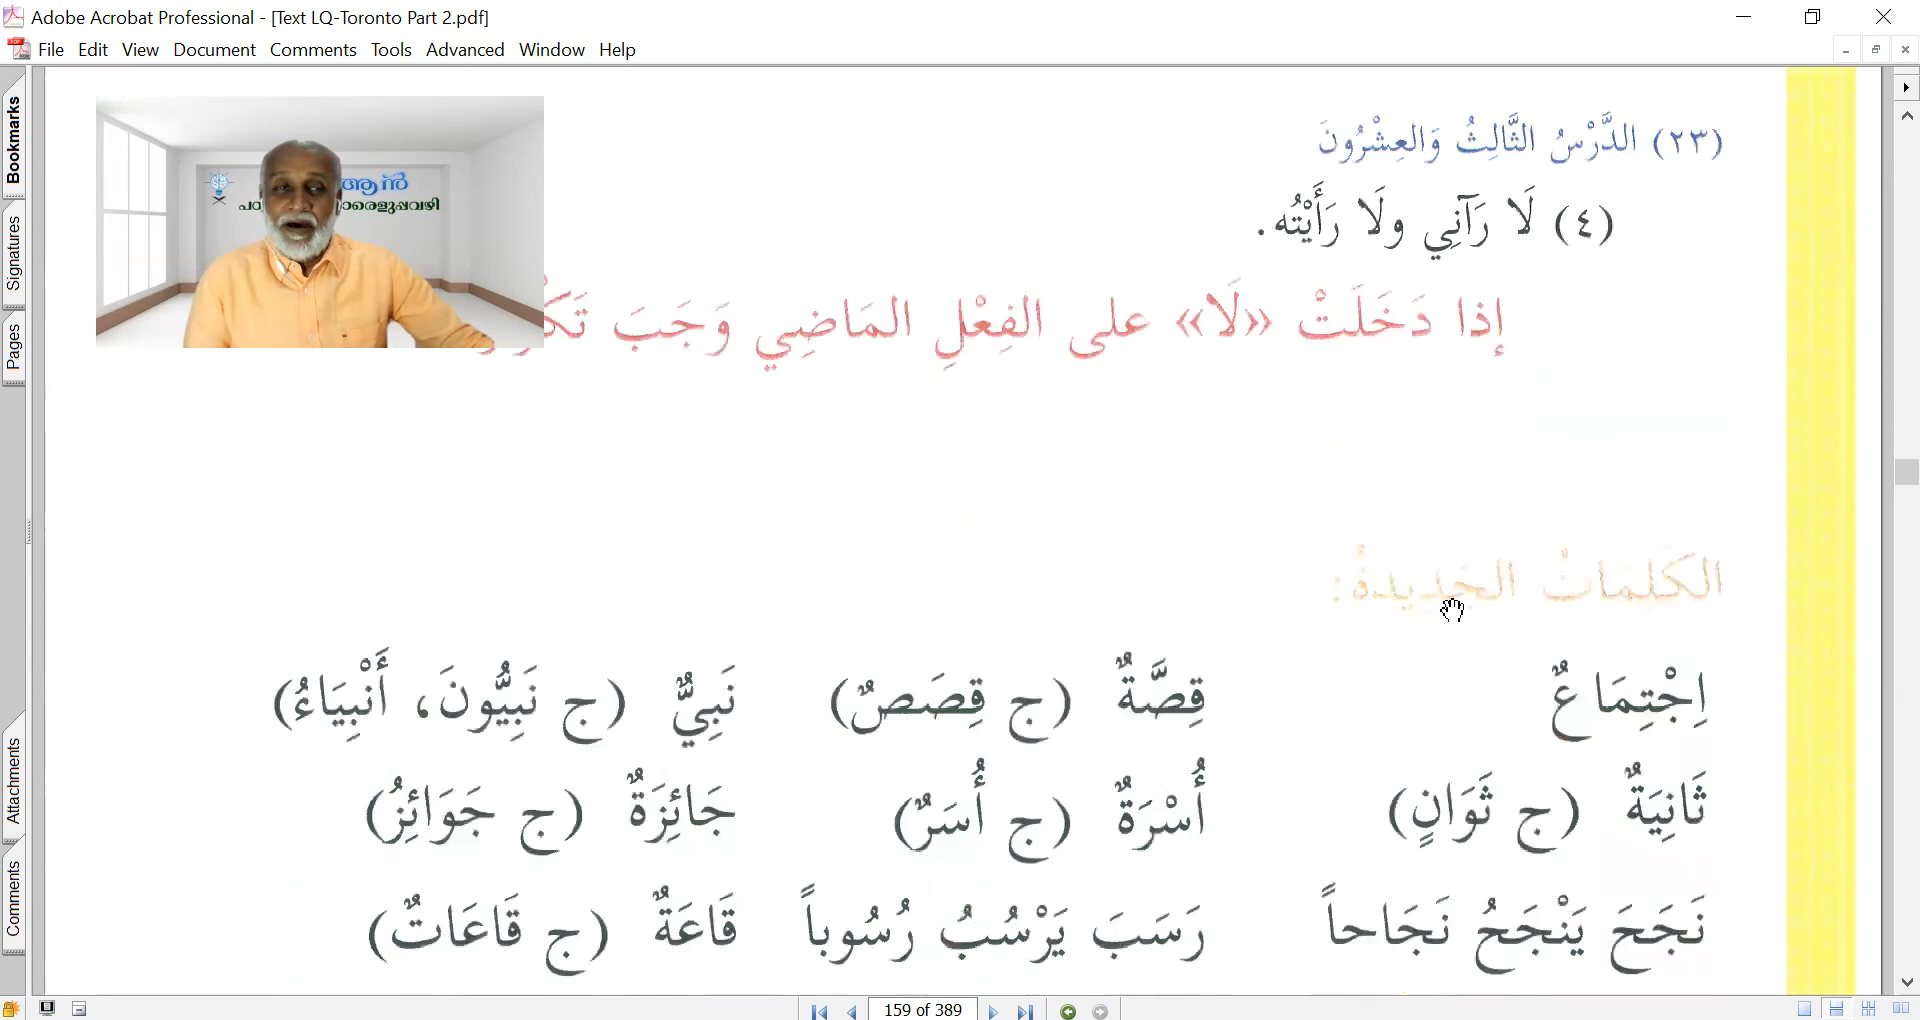 Adobe Acrobat Professional - [Text LQ-Toronto Part 2.pdf]
File Edit View Document Comments Tools Advanced Window Help
Bookmarks
Signatures
Pages
Attachments
Comments
ആൻ
(٢٣) الدَّرْسُ الثَّالِثُ وَالعِشْرُونَ
(٤) لَا رَآنِي ولَا رَأَيْتُه.
إذا دَخَلَتْ «لَا» على الفِعْلِ المَاضِي وَجَبَ
الكَلِمَاتُ الجَدِيدةُ:
اِجْتِمَاعٌ قِصَّةٌ (ج قِصَصٌ) نَبِيٌّ (ج نَبِيُّونَ، أَنْبِيَاءُ)
ثَانِيَةٌ (ج ثَوَانٍ) أُسْرَةٌ (ج أُسَرٌ) جَائِزَةٌ (ج جَوَائِزُ)
نَجَحَ يَنْجَحُ نَجَاحاً رَسَبَ يَرْسُبُ رُسُوباً قَاعَةٌ (ج قَاعَاتٌ)
159 of 389